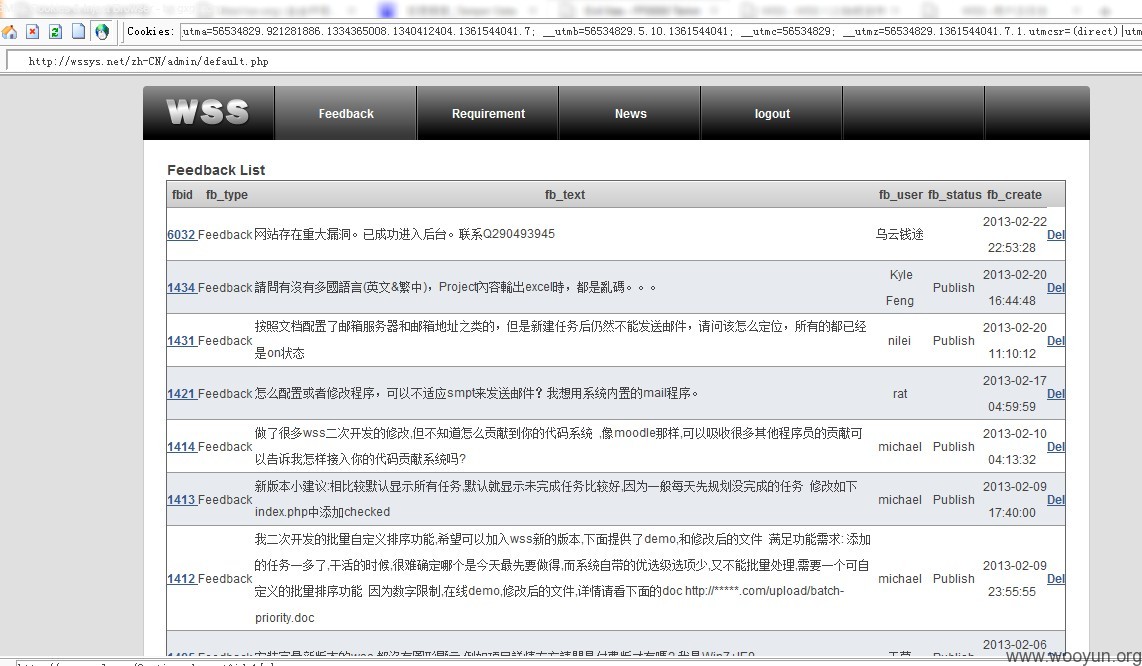 Cookies: utma=56534829.921281886.1334365008.1340412404.1361544041.7; __utmb=56534829.5.10.1361544041; __utmc=56534829; __utmz=56534829.1361544041.7.1.utmcsr=(direct)|utm
http://wssys.net/zh-CN/admin/default.php
WSS Feedback Requirement News logout
Feedback List
fbid fb_type fb_text fb_user fb_status fb_create
6032 Feedback 网站存在重大漏洞。已成功进入后台。联系Q290493945 乌云钱途 2013-02-22 Del
22:53:28
1434 Feedback 請問有沒有多國語言(英文&繁中)，Project內容輸出excel時，都是亂碼。。。 Kyle Publish 2013-02-20 Del
Feng 16:44:48
1431 Feedback 按照文档配置了邮箱服务器和邮箱地址之类的，但是新建任务后仍然不能发送邮件，请问该怎么定位，所有的都已经 nilei Publish 2013-02-20 Del
是on状态 11:10:12
1421 Feedback 怎么配置或者修改程序，可以不适应smpt来发送邮件？我想用系统内置的mail程序。 rat Publish 2013-02-17 Del
04:59:59
1414 Feedback 做了很多wss二次开发的修改,但不知道怎么贡献到你的代码系统 ,像moodle那样,可以吸收很多其他程序员的贡献可 michael Publish 2013-02-10 Del
以告诉我怎样接入你的代码贡献系统吗? 04:13:32
1413 Feedback 新版本小建议:相比较默认显示所有任务,默认就显示未完成任务比较好,因为一般每天先规划没完成的任务 修改如下 michael Publish 2013-02-09 Del
index.php中添加checked 17:40:00
1412 Feedback 我二次开发的批量自定义排序功能,希望可以加入wss新的版本,下面提供了demo,和修改后的文件 满足功能需求: 添加 michael Publish 2013-02-09 Del
的任务一多了,干活的时候,很难确定哪个是今天最先要做得,而系统自带的优选级选项少,又不能批量处理,需要一个可自 23:55:55
定义的批量排序功能 因为数字限制,在线demo,修改后的文件,详情请看下面的doc http://*****.com/upload/batch-
priority.doc
2013-02-06
www.wooyun.org